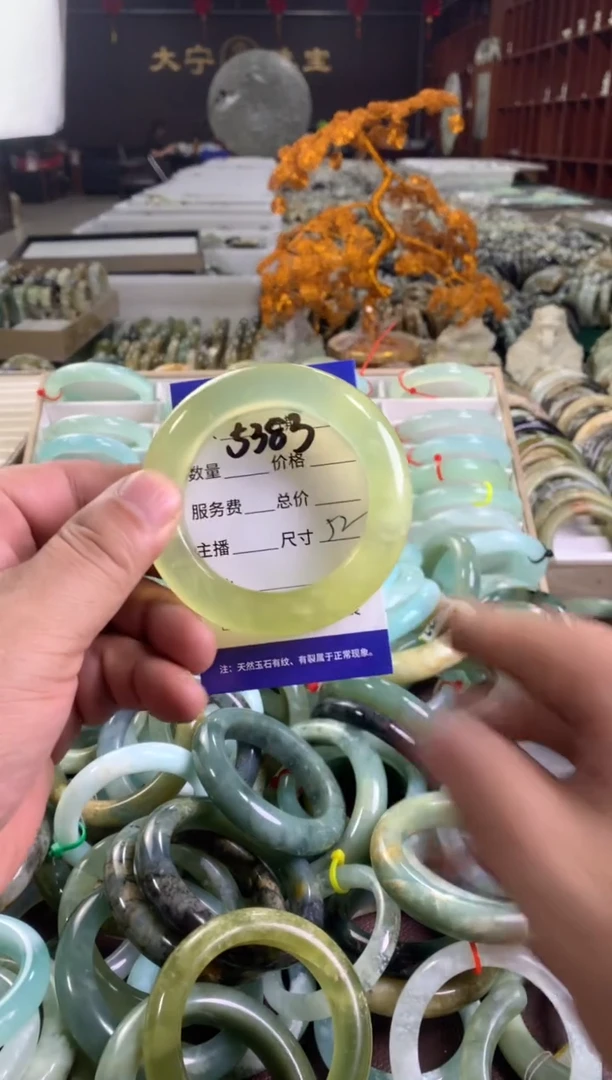 大宁 宝
5383
数量 价格
服务费 总价
主播 尺寸 52
注：天然玉石有纹、有裂属于正常现象。